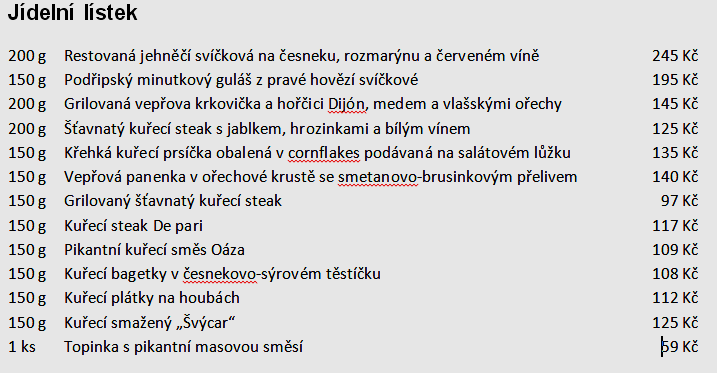 Jídelní lístek
200 g Restovaná jehněčí svíčková na česneku, rozmarýnu a červeném víně 245 Kč
150 g Podřipský minutkový guláš z pravé hovězí svíčkové 195 Kč
200 g Grilovaná vepřova krkovička a hořčici Dijón, medem a vlašskými ořechy 145 Kč
200 g Šťavnatý kuřecí steak s jablkem, hrozinkami a bílým vínem 125 Kč
150 g Křehká kuřecí prsíčka obalená v cornflakes podávaná na salátovém lůžku 135 Kč
150 g Vepřová panenka v ořechové krustě se smetanovo-brusinkovým přelivem 140 Kč
150 g Grilovaný šťavnatý kuřecí steak 97 Kč
150 g Kuřecí steak De pari 117 Kč
150 g Pikantní kuřecí směs Oáza 109 Kč
150 g Kuřecí bagetky v česnekovo-sýrovém těstíčku 108 Kč
150 g Kuřecí plátky na houbách 112 Kč
150 g Kuřecí smažený „Švýcar“ 125 Kč
1 ks Topinka s pikantní masovou směsí 59 Kč